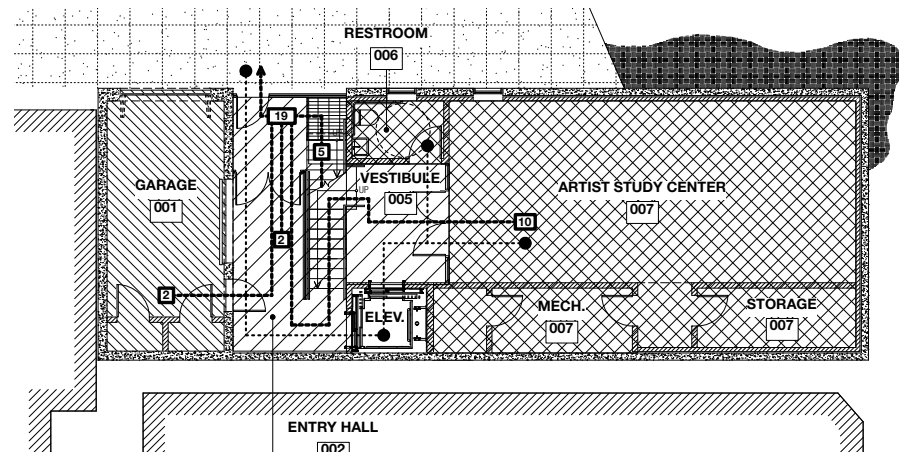 RESTROOM
006
19
5
GARAGE
001
VESTIBULE
005
UP
ARTIST STUDY CENTER
007
10
2
2
ELEV.
MECH.
007
STORAGE
007
ENTRY HALL
002